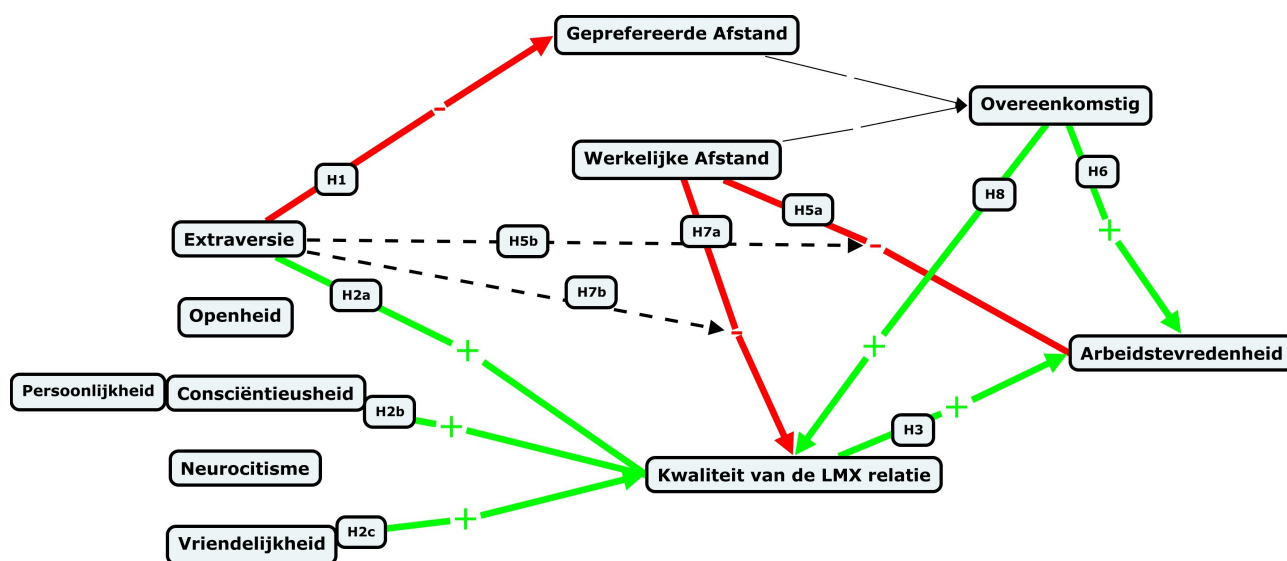 Geprefereerde Afstand
Overeenkomstig
Werkelijke Afstand
H6
H1
-
H8
H5a
Extraversie
H5b
H7a
-
+
H2a
H7b
Openheid
-
+
+
Arbeidstevredenheid
Persoonlijkheid
Consciëntieusheid
H2b
+
H3
+
Neurocitisme
Kwaliteit van de LMX relatie
Vriendelijkheid
H2c
+